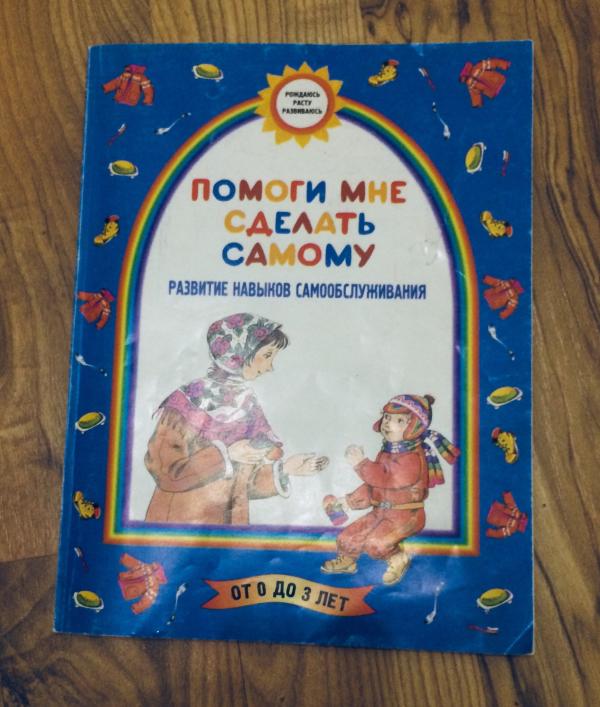 РОЖДАЮСЬ
РАСТУ
РАЗВИВАЮСЬ
ПОМОГИ МНЕ
СДЕЛАТЬ
САМОМУ
РАЗВИТИЕ НАВЫКОВ САМООБСЛУЖИВАНИЯ
ОТ 0 ДО 3 ЛЕТ